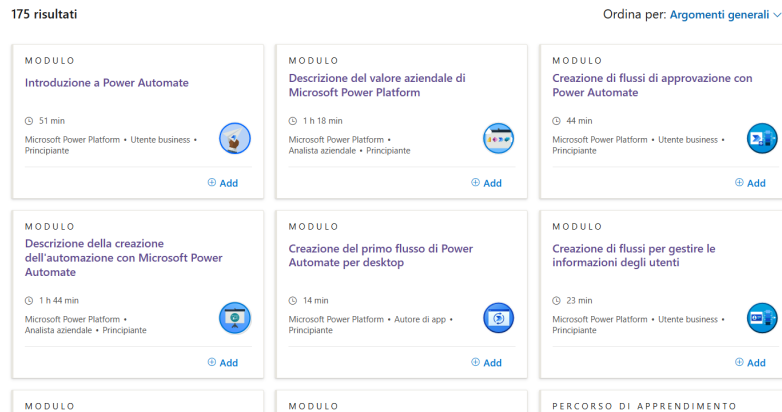 175 risultati
Ordina per: Argomenti generali
MODULO
Introduzione a Power Automate
51 min
Microsoft Power Platform • Utente business •
Principiante
Add
MODULO
Descrizione del valore aziendale di
Microsoft Power Platform
1 h 18 min
Microsoft Power Platform •
Analista aziendale • Principiante
Add
MODULO
Creazione di flussi di approvazione con
Power Automate
44 min
Microsoft Power Platform • Utente business •
Principiante
Add
MODULO
Descrizione della creazione
dell'automazione con Microsoft Power
Automate
1 h 44 min
Microsoft Power Platform •
Analista aziendale • Principiante
Add
MODULO
Creazione del primo flusso di Power
Automate per desktop
14 min
Microsoft Power Platform • Autore di app •
Principiante
Add
MODULO
Creazione di flussi per gestire le
informazioni degli utenti
23 min
Microsoft Power Platform • Utente business •
Principiante
Add
MODULO
MODULO
PERCORSO DI APPRENDIMENTO